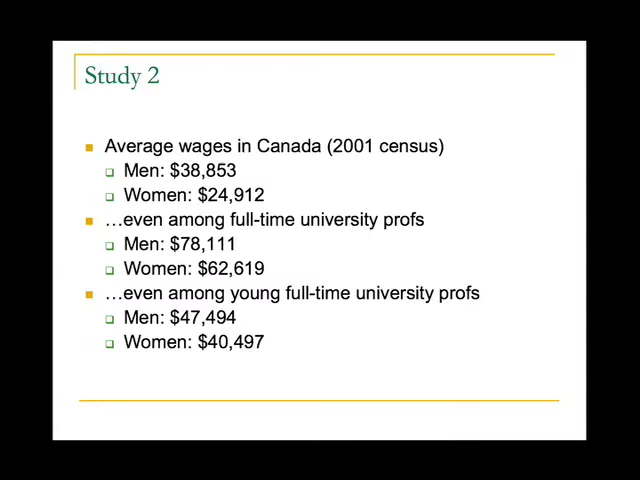 Study 2
Average wages in Canada (2001 census)
Men: $38,853
Women: $24,912
…even among full-time university profs
Men: $78,111
Women: $62,619
…even among young full-time university profs
Men: $47,494
Women: $40,497